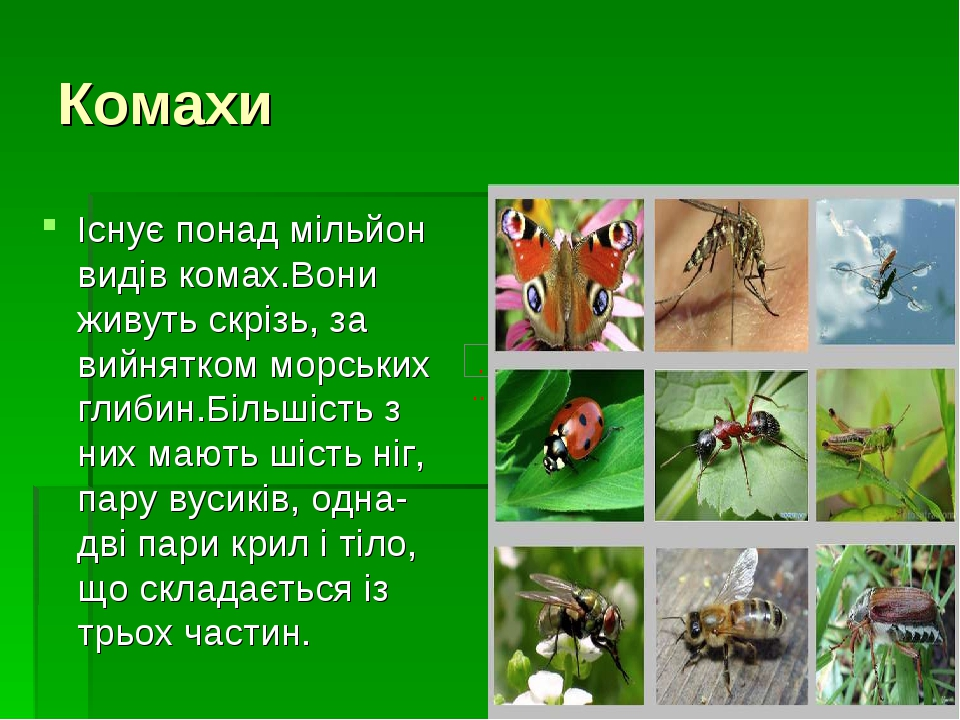 Комахи
Існує понад мільйон
видів комах.Вони
живуть скрізь, за
вийнятком морських
глибин.Більшість з
них мають шість ніг,
пару вусиків, одна-
дві пари крил і тіло,
що складається із
трьох частин.